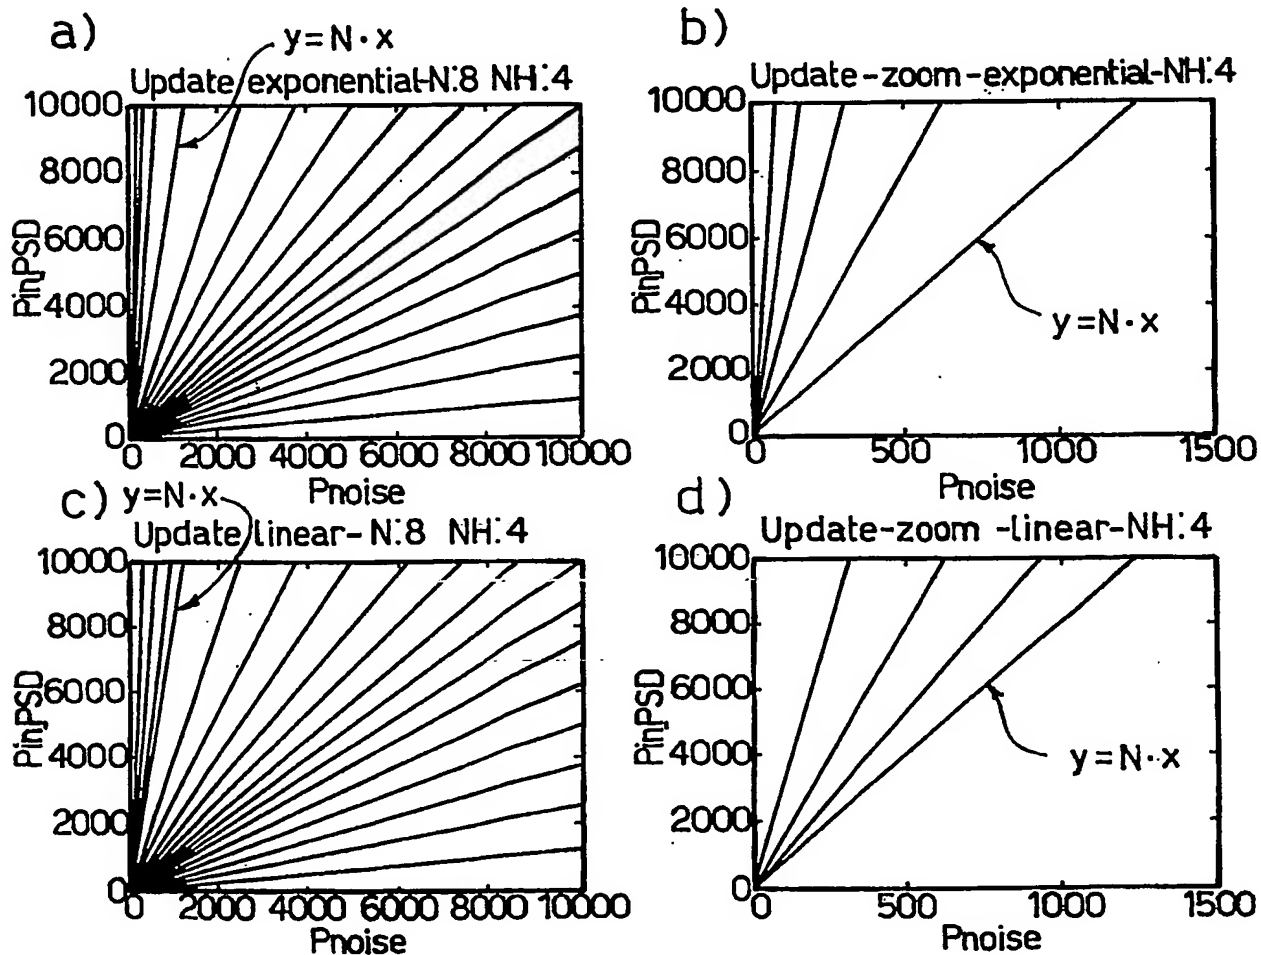 a)
y=N·x
Update exponential-N:8 NH:4
10000
8000
6000
4000
2000
0
PinPSD
0 2000 4000 6000 8000 10000
Pnoise
b)
Update-zoom-exponential-NH:4
10000
8000
6000
4000
2000
0
PinPSD
y=N·x
0 500 1000 1500
Pnoise
c)
y=N·x
Update linear-N:8 NH:4
10000
8000
6000
4000
2000
0
PinPSD
0 2000 4000 6000 8000 10000
Pnoise
d)
Update-zoom -linear-NH:4
10000
8000
6000
4000
2000
0
PinPSD
y=N·x
0 500 1000 1500
Pnoise